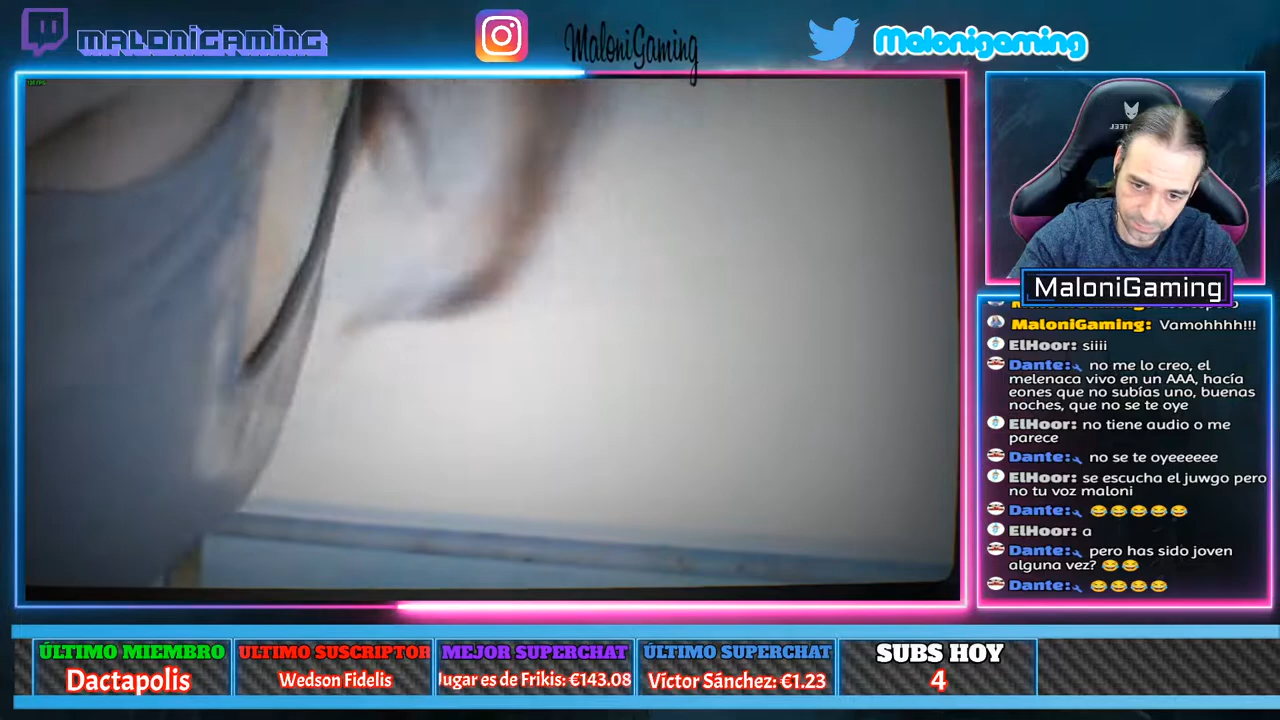 MALONIGAMING
MaloniGaming
Malonigaming
MaloniGaming
MaloniGaming: Vamohhhh!!!
ElHoor: siiii
Dante: no me lo creo, el
melenaca vivo en un AAA, hacía
eones que no subías uno, buenas
noches, que no se te oye
ElHoor: no tiene audio o me
parece
Dante: no se te oyeeeeee
ElHoor: se escucha el juwgo pero
no tu voz maloni
Dante: 😂😂😂😂😂
ElHoor: a
Dante: pero has sido joven
alguna vez? 😂😂
Dante: 😂😂😂😂
ÚLTIMO MIEMBRO
Dactapolis
ULTIMO SUSCRIPTOR
Wedson Fidelis
MEJOR SUPERCHAT
Jugar es de Frikis: €143.08
ÚLTIMO SUPERCHAT
Víctor Sánchez: €1.23
SUBS HOY
4